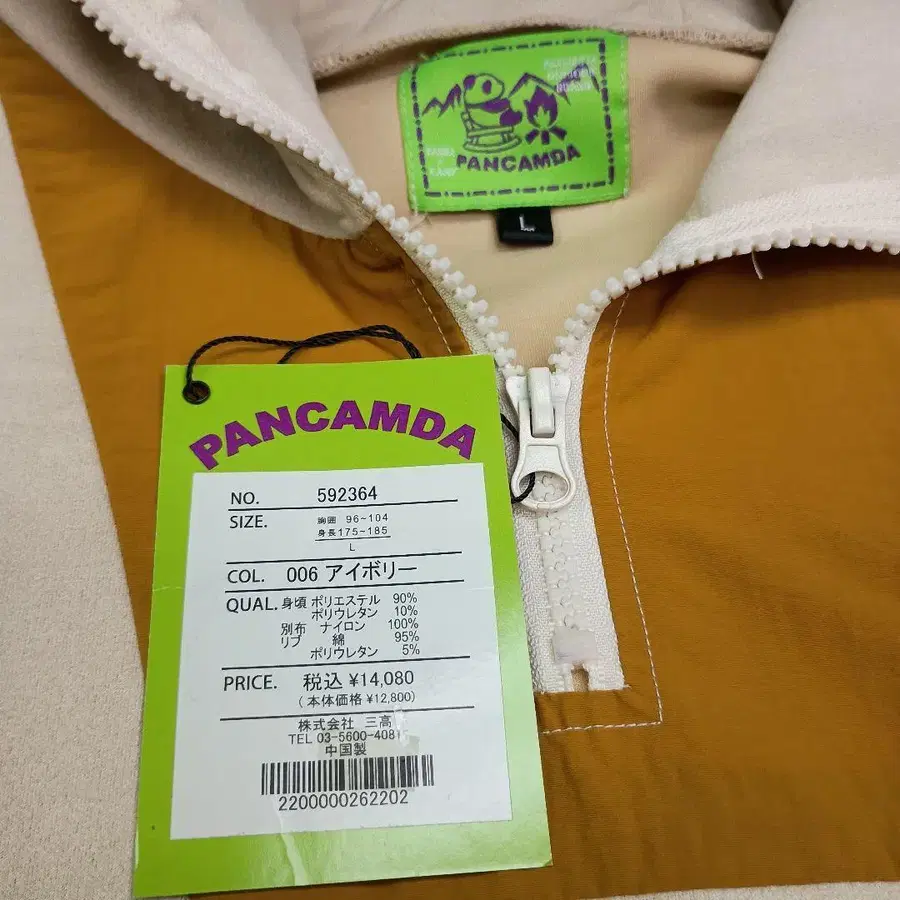 PANCAMDA
L
PANCAMDA
NO. 592364
SIZE. 胸囲 96~104
身長175~185
L
COL. 006 アイボリー
QUAL. 身頃 ポリエステル 90%
ポリウレタン 10%
別布 ナイロン 100%
リブ 綿 95%
ポリウレタン 5%
PRICE. 税込 ¥14,080
(本体価格 ¥12,800)
株式会社 三高
TEL 03-5600-4081
中国製
2200000262202